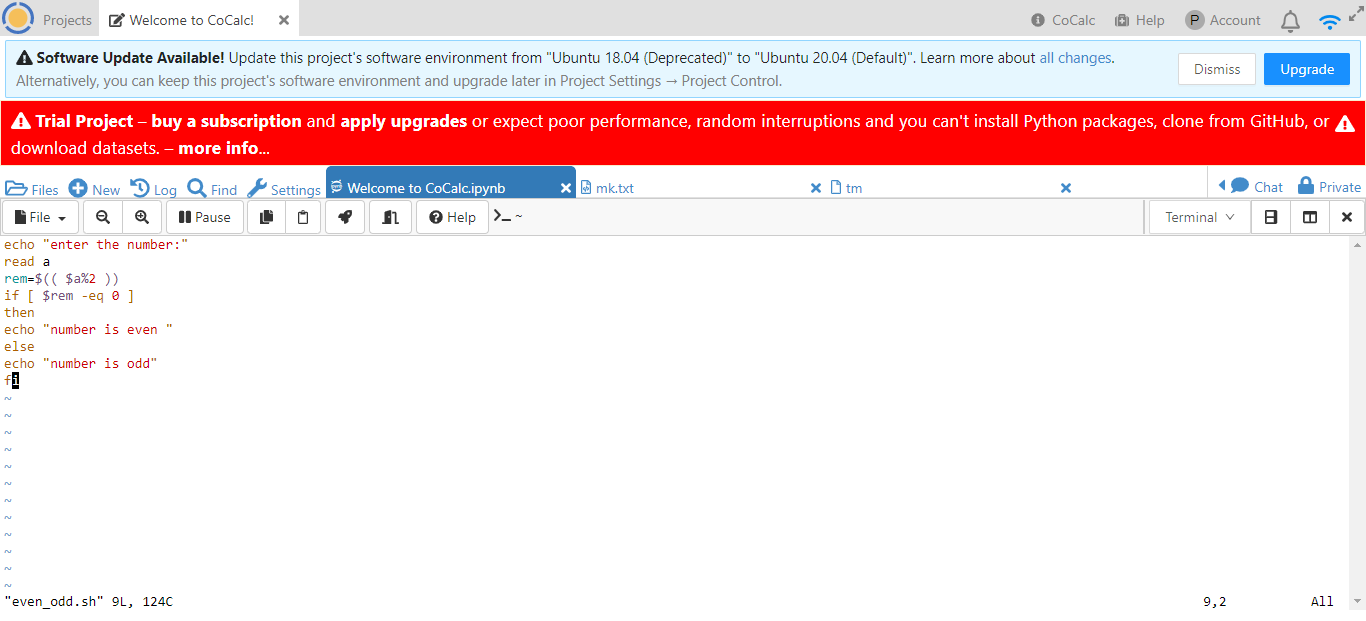 Projects Welcome to CoCalc! CoCalc Help P Account
Software Update Available! Update this project's software environment from "Ubuntu 18.04 (Deprecated)" to "Ubuntu 20.04 (Default)". Learn more about all changes.
Alternatively, you can keep this project's software environment and upgrade later in Project Settings → Project Control.
Dismiss Upgrade
Trial Project – buy a subscription and apply upgrades or expect poor performance, random interruptions and you can't install Python packages, clone from GitHub, or
download datasets. – more info...
Files New Log Find Settings Welcome to CoCalc.ipynb mk.txt tm Chat Private
File Pause Help ~ Terminal
echo "enter the number:"
read a
rem=$(( $a%2 ))
if [ $rem -eq 0 ]
then
echo "number is even "
else
echo "number is odd"
fi
~
~
~
~
~
~
~
~
~
~
~
~
"even_odd.sh" 9L, 124C 9,2 All